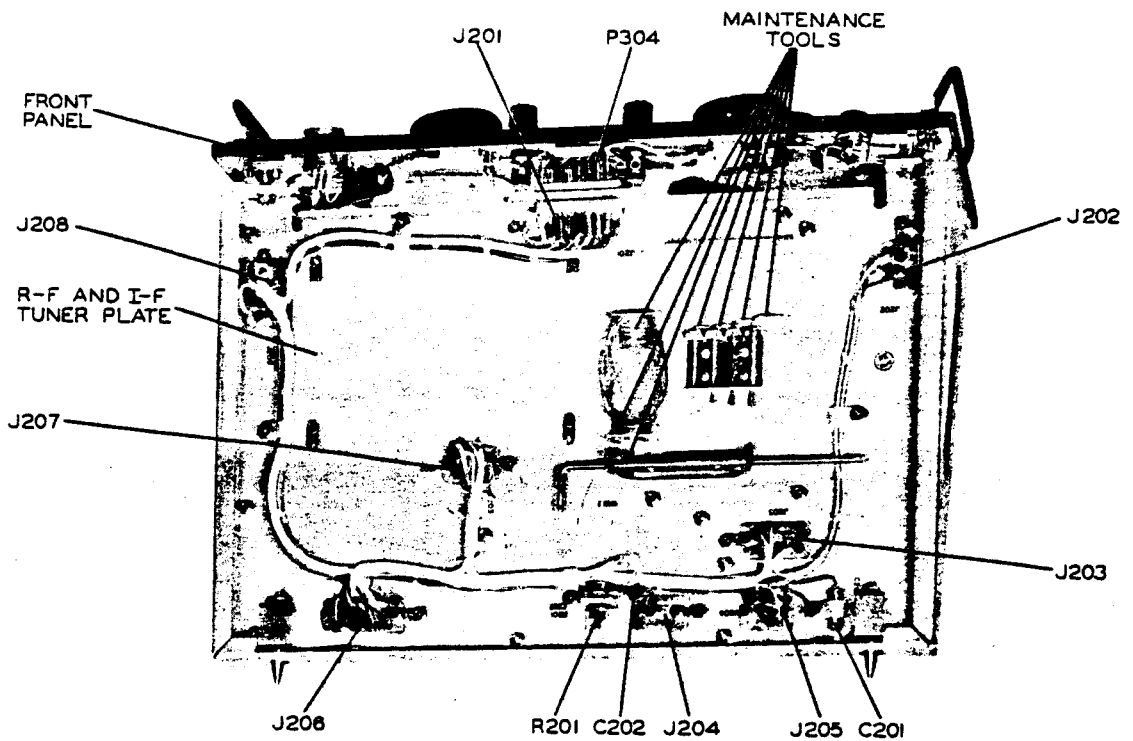 MAINTENANCE
TOOLS
J201
P304
FRONT
PANEL
J208
J202
R-F AND I-F
TUNER PLATE
J207
J203
J206
R201 C202 J204 J205 C201